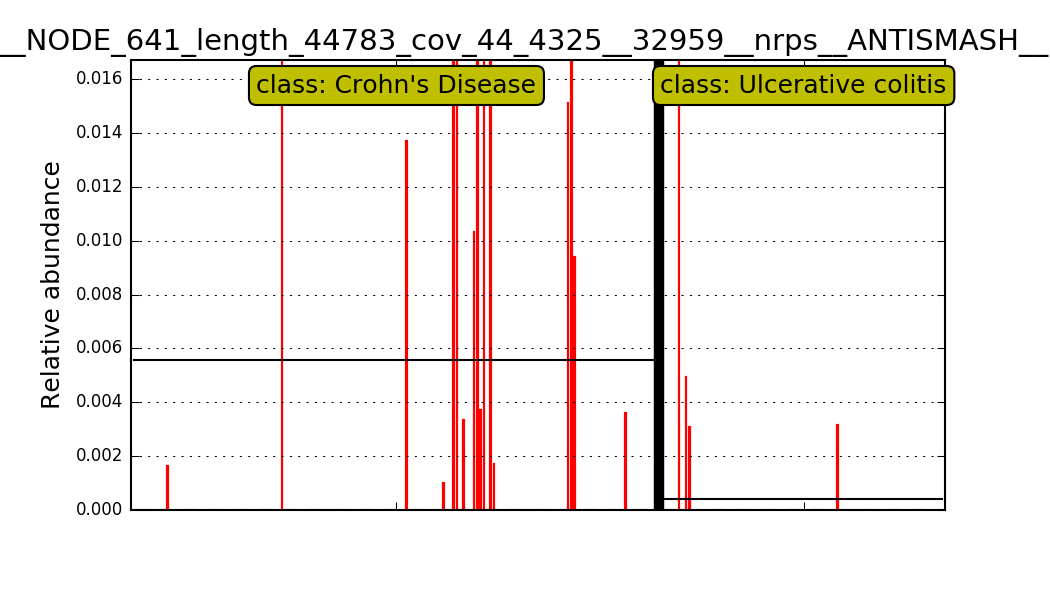 __NODE_641_length_44783_cov_44_4325__32959__nrps__ANTISMASH__
class: Crohn's Disease
class: Ulcerative colitis
Relative abundance
0.016
0.014
0.012
0.010
0.008
0.006
0.004
0.002
0.000